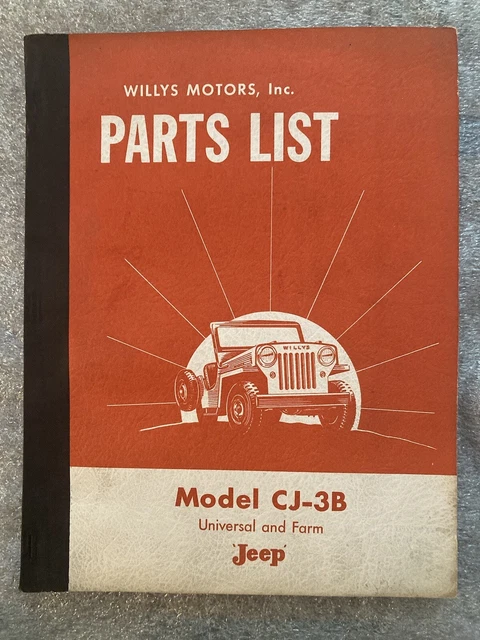 WILLYS MOTORS, Inc.
PARTS LIST
WILLYS
Model CJ-3B
Universal and Farm
'Jeep'